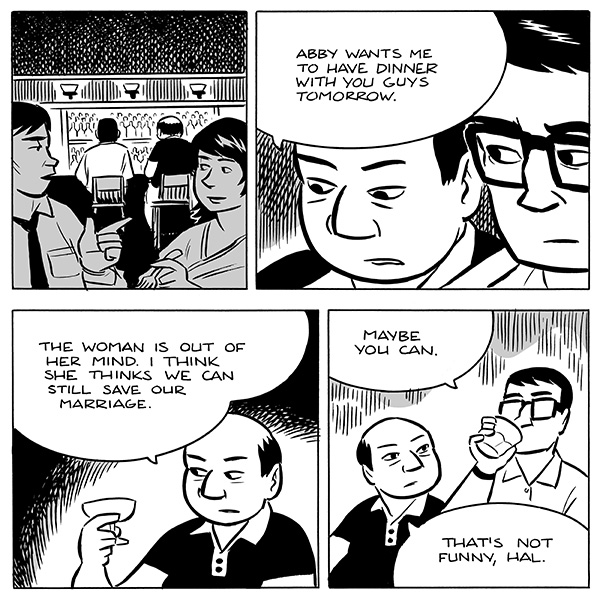 ABBY WANTS ME
TO HAVE DINNER
WITH YOU GUYS
TOMORROW.
THE WOMAN IS OUT OF
HER MIND. I THINK
SHE THINKS WE CAN
STILL SAVE OUR
MARRIAGE.
MAYBE
YOU CAN.
THAT'S NOT
FUNNY, HAL.